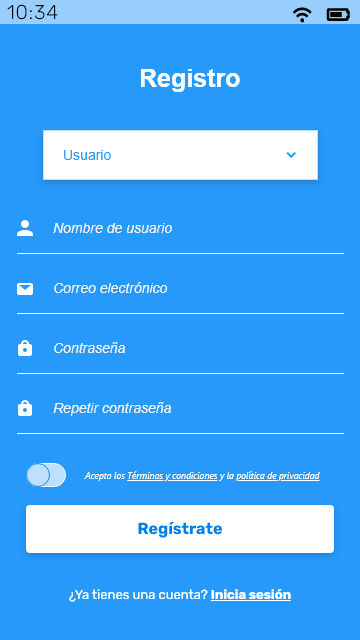 10:34
Registro
Usuario
Nombre de usuario
Correo electrónico
Contraseña
Repetir contraseña
Acepto los Términos y condiciones y la política de privacidad
Regístrate
¿Ya tienes una cuenta? Inicia sesión